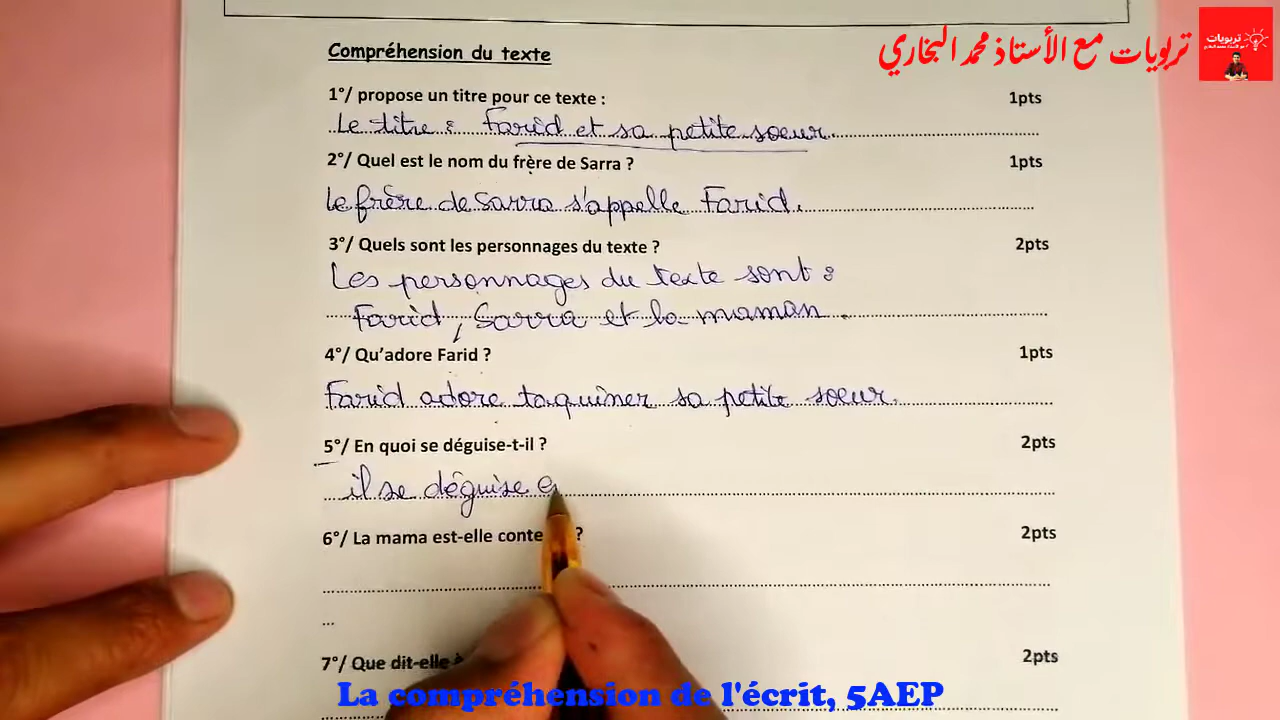 تربويات مع الأستاذ محمد البخاري
تربويات
Compréhension du texte
1°/ propose un titre pour ce texte : 1pts
Le titre : Farid et sa petite soeur.
2°/ Quel est le nom du frère de Sarra ? 1pts
Le frère de Sarra s'appelle Farid.
3°/ Quels sont les personnages du texte ? 2pts
Les personnages du texte sont :
Farid, Sarra et la maman.
4°/ Qu'adore Farid ? 1pts
Farid adore taquiner sa petite soeur.
5°/ En quoi se déguise-t-il ? 2pts
il se déguise e
6°/ La mama est-elle conte ? 2pts
...
7°/ Que dit-elle 2pts
La compréhension de l'écrit, 5AEP